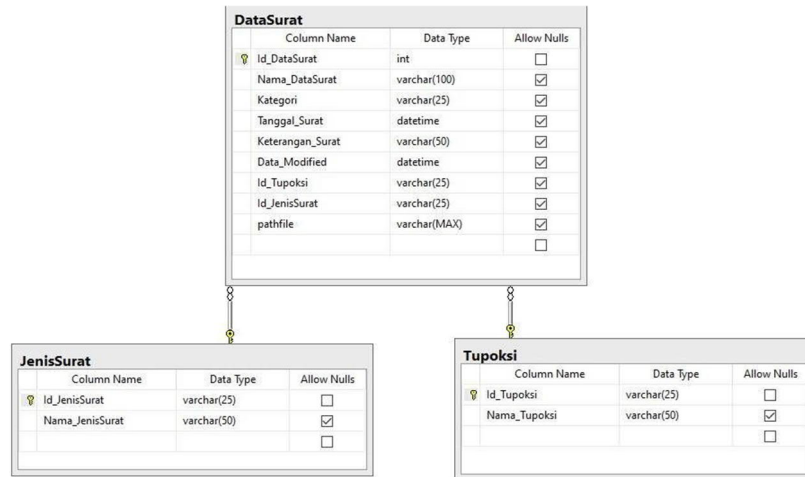 DataSurat
Column Name Data Type Allow Nulls
Id_DataSurat int
Nama_DataSurat varchar(100)
Kategori varchar(25)
Tanggal_Surat datetime
Keterangan_Surat varchar(50)
Data_Modified datetime
Id_Tupoksi varchar(25)
Id_JenisSurat varchar(25)
pathfile varchar(MAX)
JenisSurat
Column Name Data Type Allow Nulls
Id_JenisSurat varchar(25)
Nama_JenisSurat varchar(50)
Tupoksi
Column Name Data Type Allow Nulls
Id_Tupoksi varchar(25)
Nama_Tupoksi varchar(50)